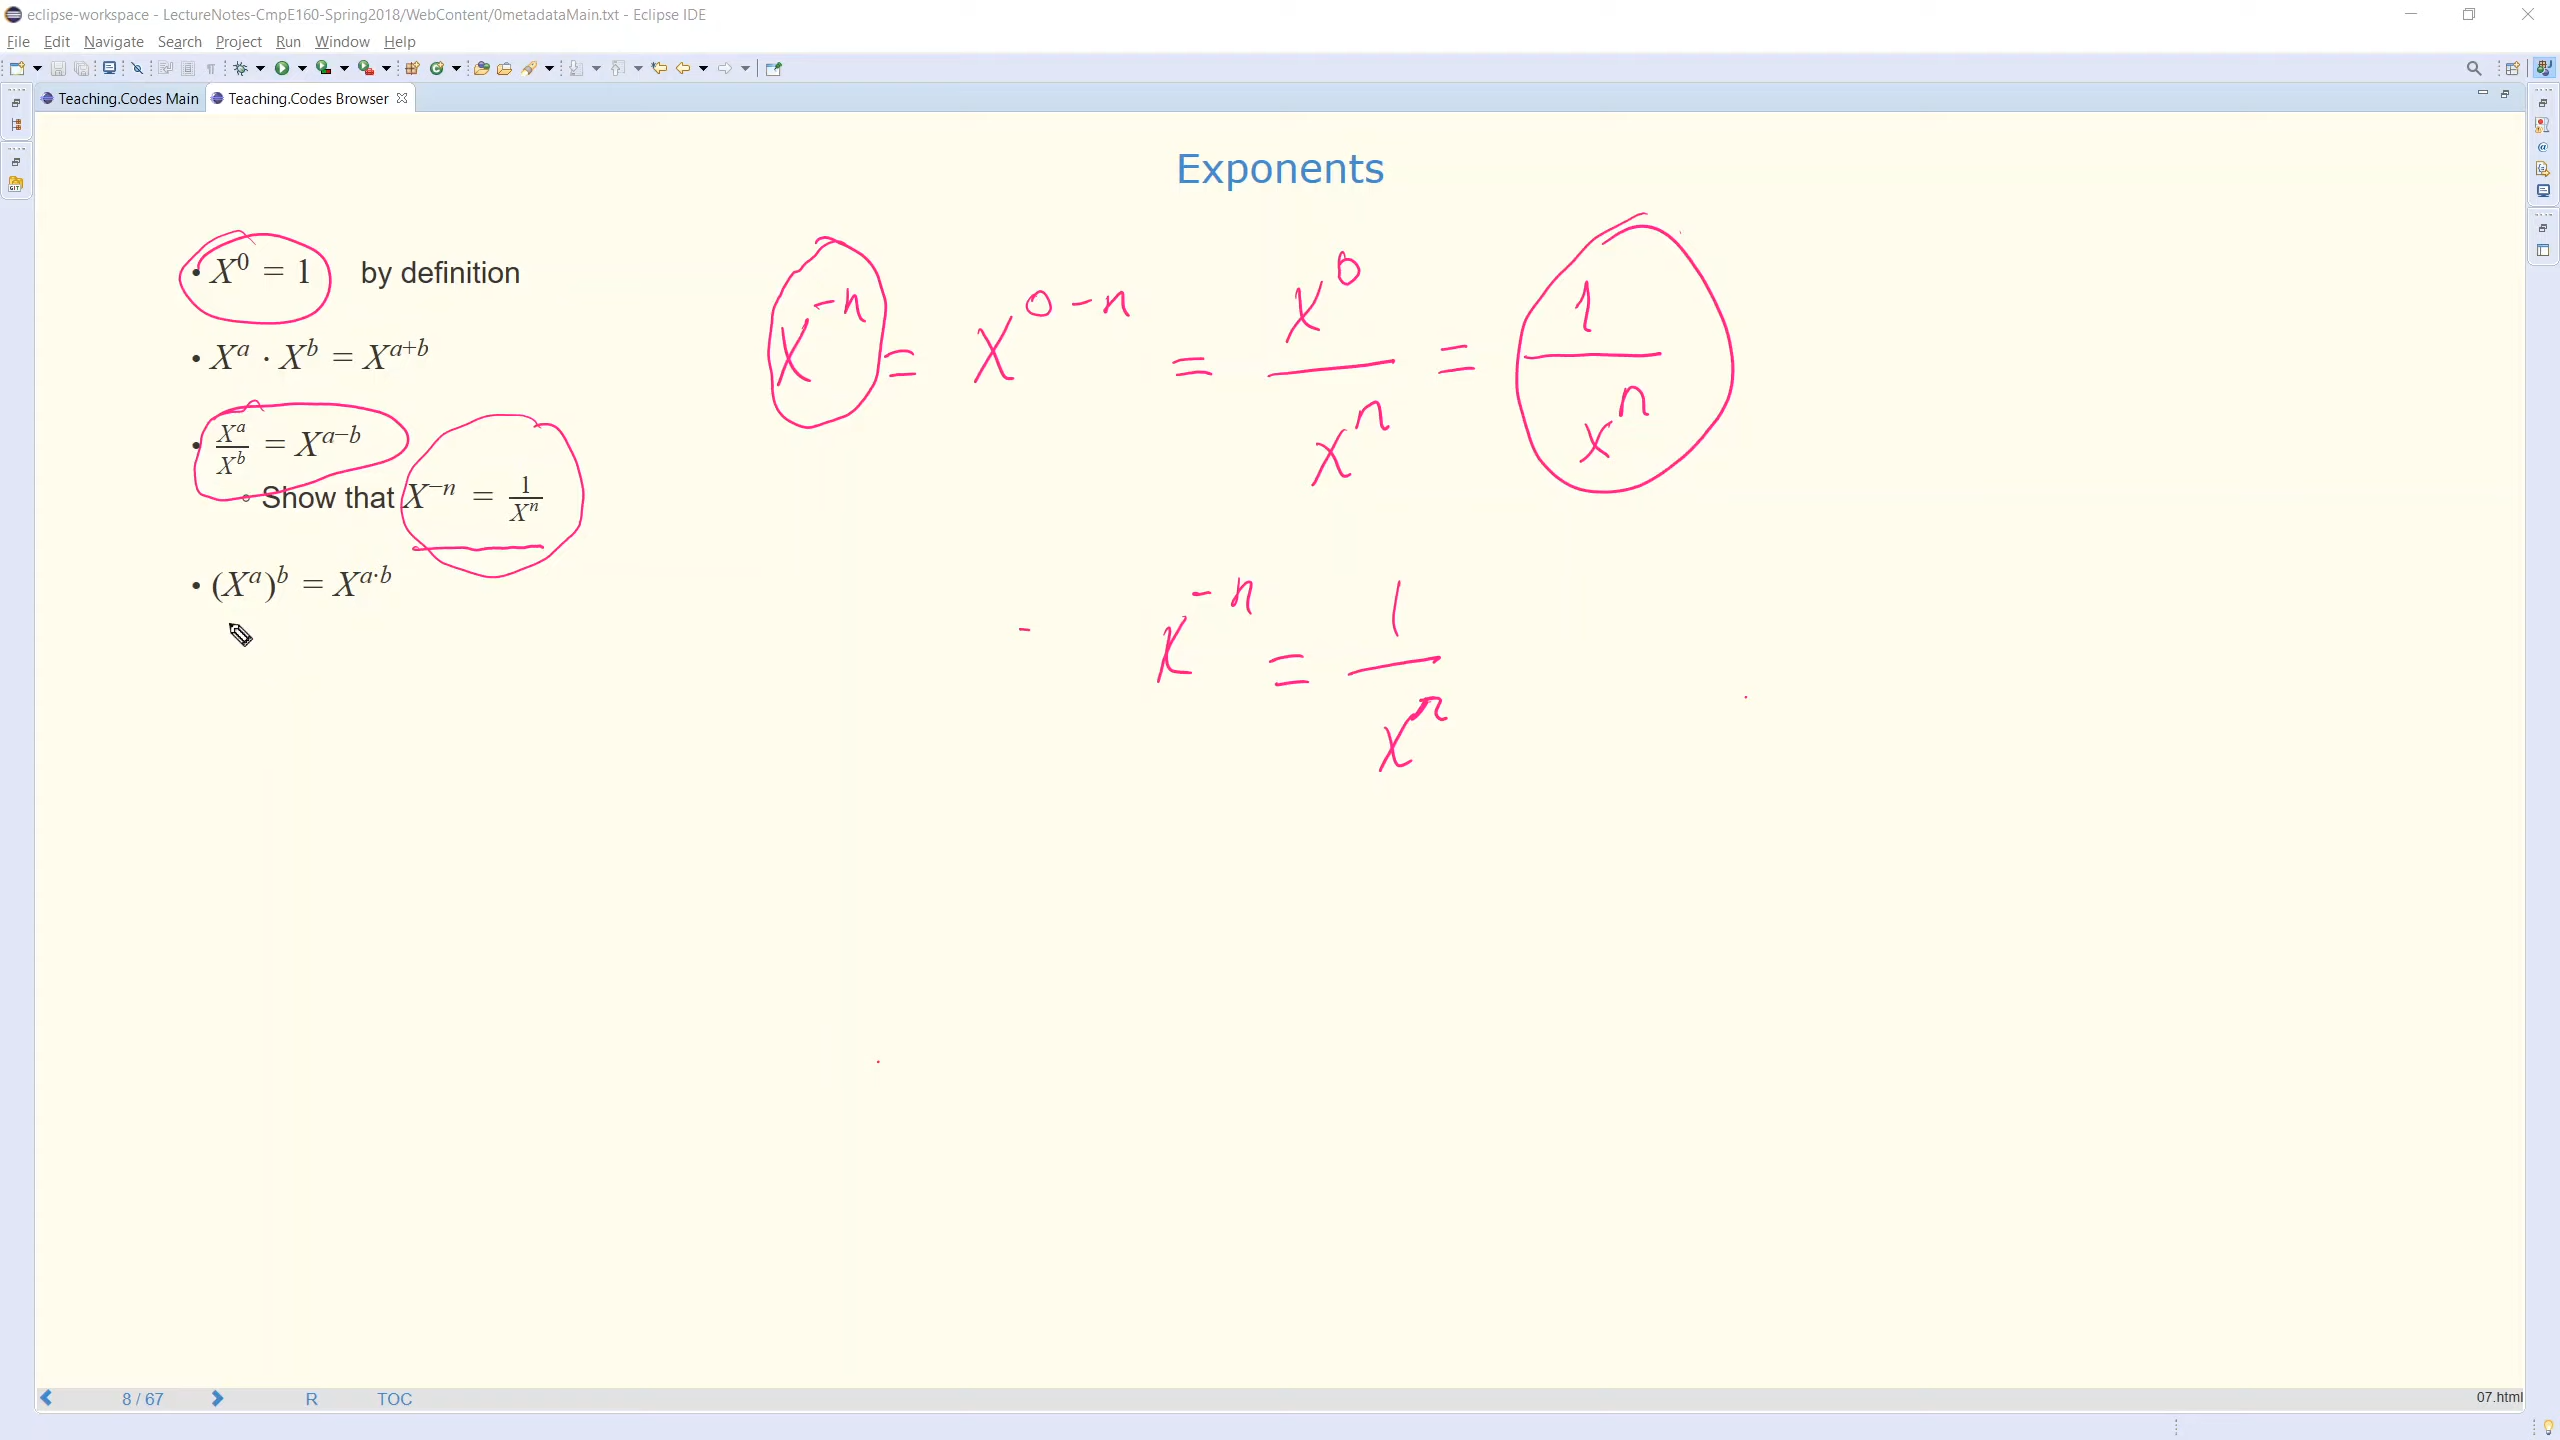 eclipse-workspace - LectureNotes-CmpE160-Spring2018/WebContent/0metadataMain.txt - Eclipse IDE
File Edit Navigate Search Project Run Window Help
Teaching.Codes Main Teaching.Codes Browser
Exponents
• X^0 = 1 by definition
• X^a · X^b = X^{a+b}
• X^a/X^b = X^{a−b}
◦ Show that X^{−n} = 1/X^n
• (X^a)^b = X^{a·b}
x^{-n} = x^{0-n} = x^0/x^n = 1/x^n
x^{-n} = 1/x^n
8 / 67 R TOC 07.html